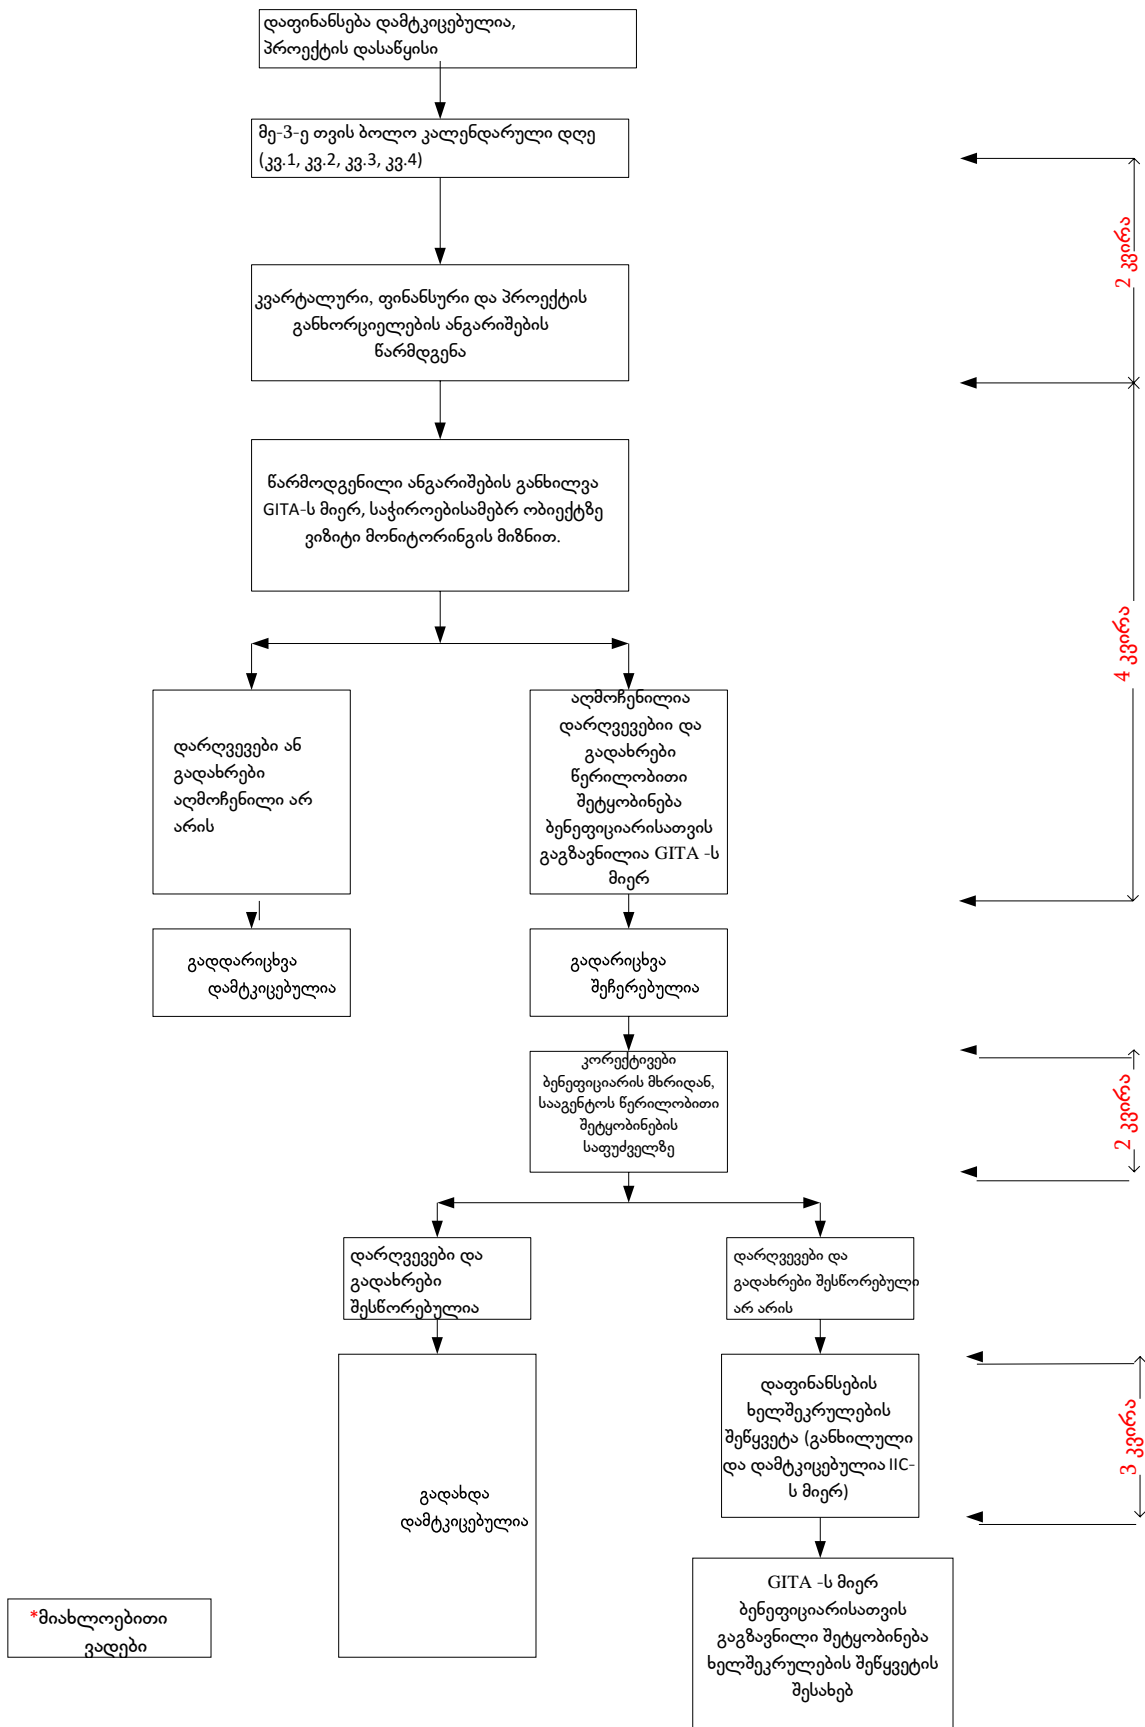 დაფინანსება დამტკიცებულია,
პროექტის დასაწყისი
მე-3-ე თვის ბოლო კალენდარული დღე
(კვ.1, კვ.2, კვ.3, კვ.4)
2 კვირა
კვარტალური, ფინანსური და პროექტის
განხორციელების ანგარიშების
წარმდგენა
წარმოდგენილი ანგარიშების განხილვა
GITA-ს მიერ, საჭიროებისამებრ ობიექტზე
ვიზიტი მონიტორინგის მიზნით.
4 კვირა
დარღვევები ან
გადახრები
აღმოჩენილი არ
არის
აღმოჩენილია
დარღვევებიი და
გადახრები
წერილობითი
შეტყობინება
ბენეფიციარისათვის
გაგზავნილია GITA -ს
მიერ
გადდარიცხვა
დამტკიცებულია
გადარიცხვა
შეჩერებულია
კორექტივები
ბენეფიციარის მხრიდან,
სააგენტოს წერილობითი
შეტყობინების
საფუძველზე
2 კვირა
დარღვევები და
გადახრები
შესწორებულია
დარღვევები და
გადახრები შესწორებული
არ არის
გადახდა
დამტკიცებულია
დაფინანსების
ხელშეკრულების
შეწყვეტა (განხილული
და დამტკიცებულია IIC-
ს მიერ)
3 კვირა
GITA -ს მიერ
ბენეფიციარისათვის
გაგზავნილი შეტყობინება
ხელშეკრულების შეწყვეტის
შესახებ
*მიახლოებითი
ვადები